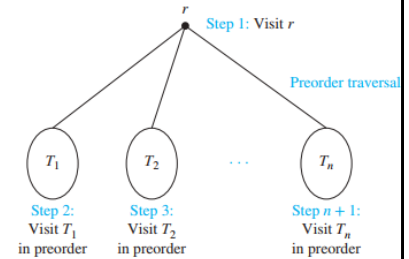 r
Step 1: Visit r
Preorder traversal
T1
T2
. . .
Tn
Step 2:
Visit T1
in preorder
Step 3:
Visit T2
in preorder
Step n + 1:
Visit Tn
in preorder